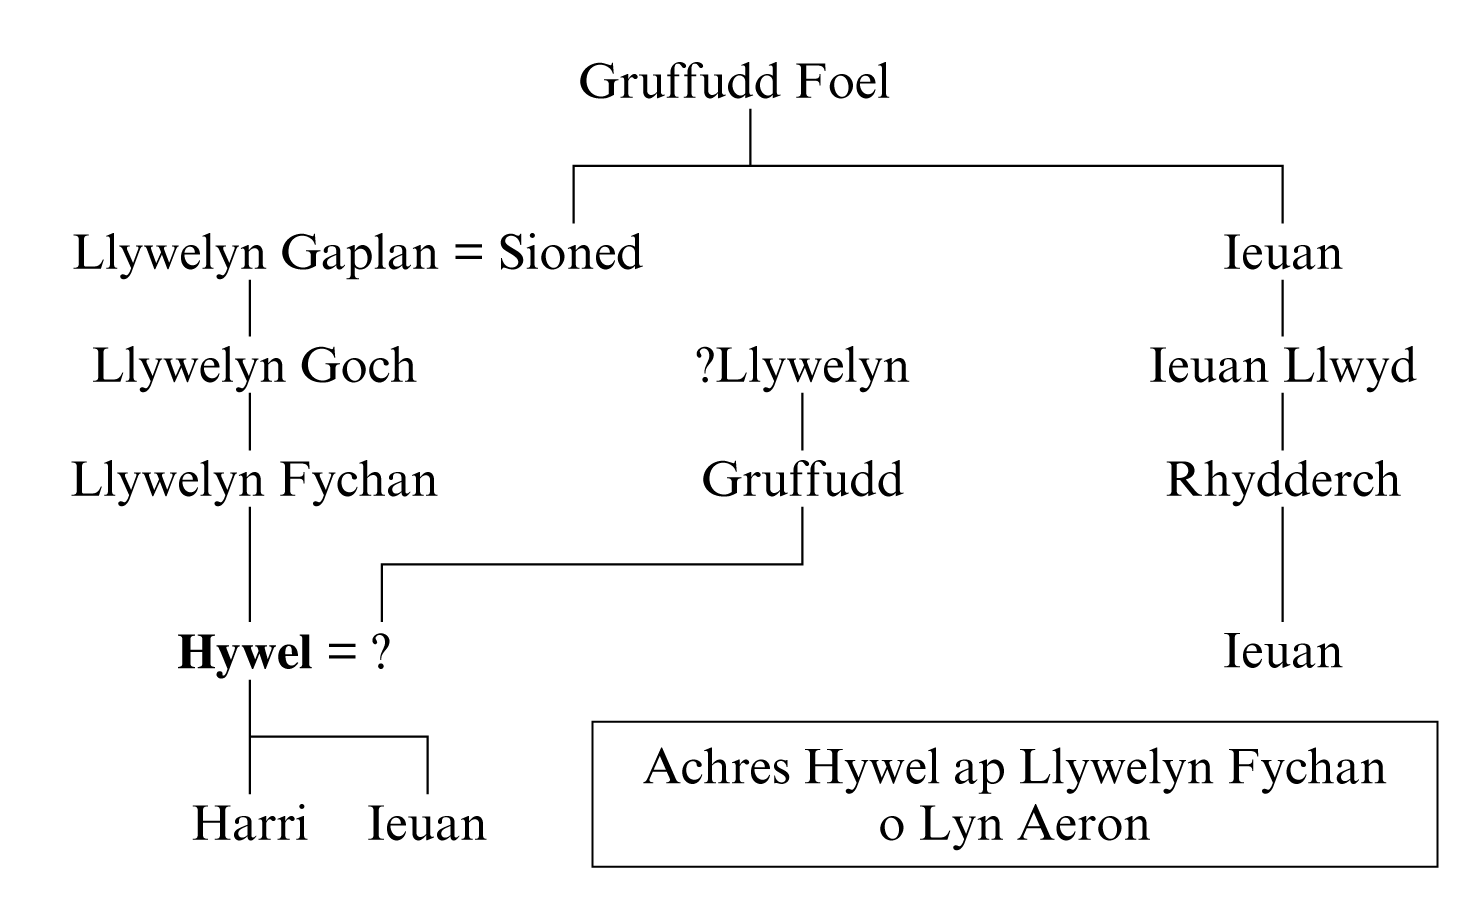 Gruffudd Foel
Llywelyn Gaplan = Sioned Ieuan
Llywelyn Goch ?Llywelyn Ieuan Llwyd
Llywelyn Fychan Gruffudd Rhydderch
Hywel = ? Ieuan
Harri Ieuan
Achres Hywel ap Llywelyn Fychan
o Lyn Aeron